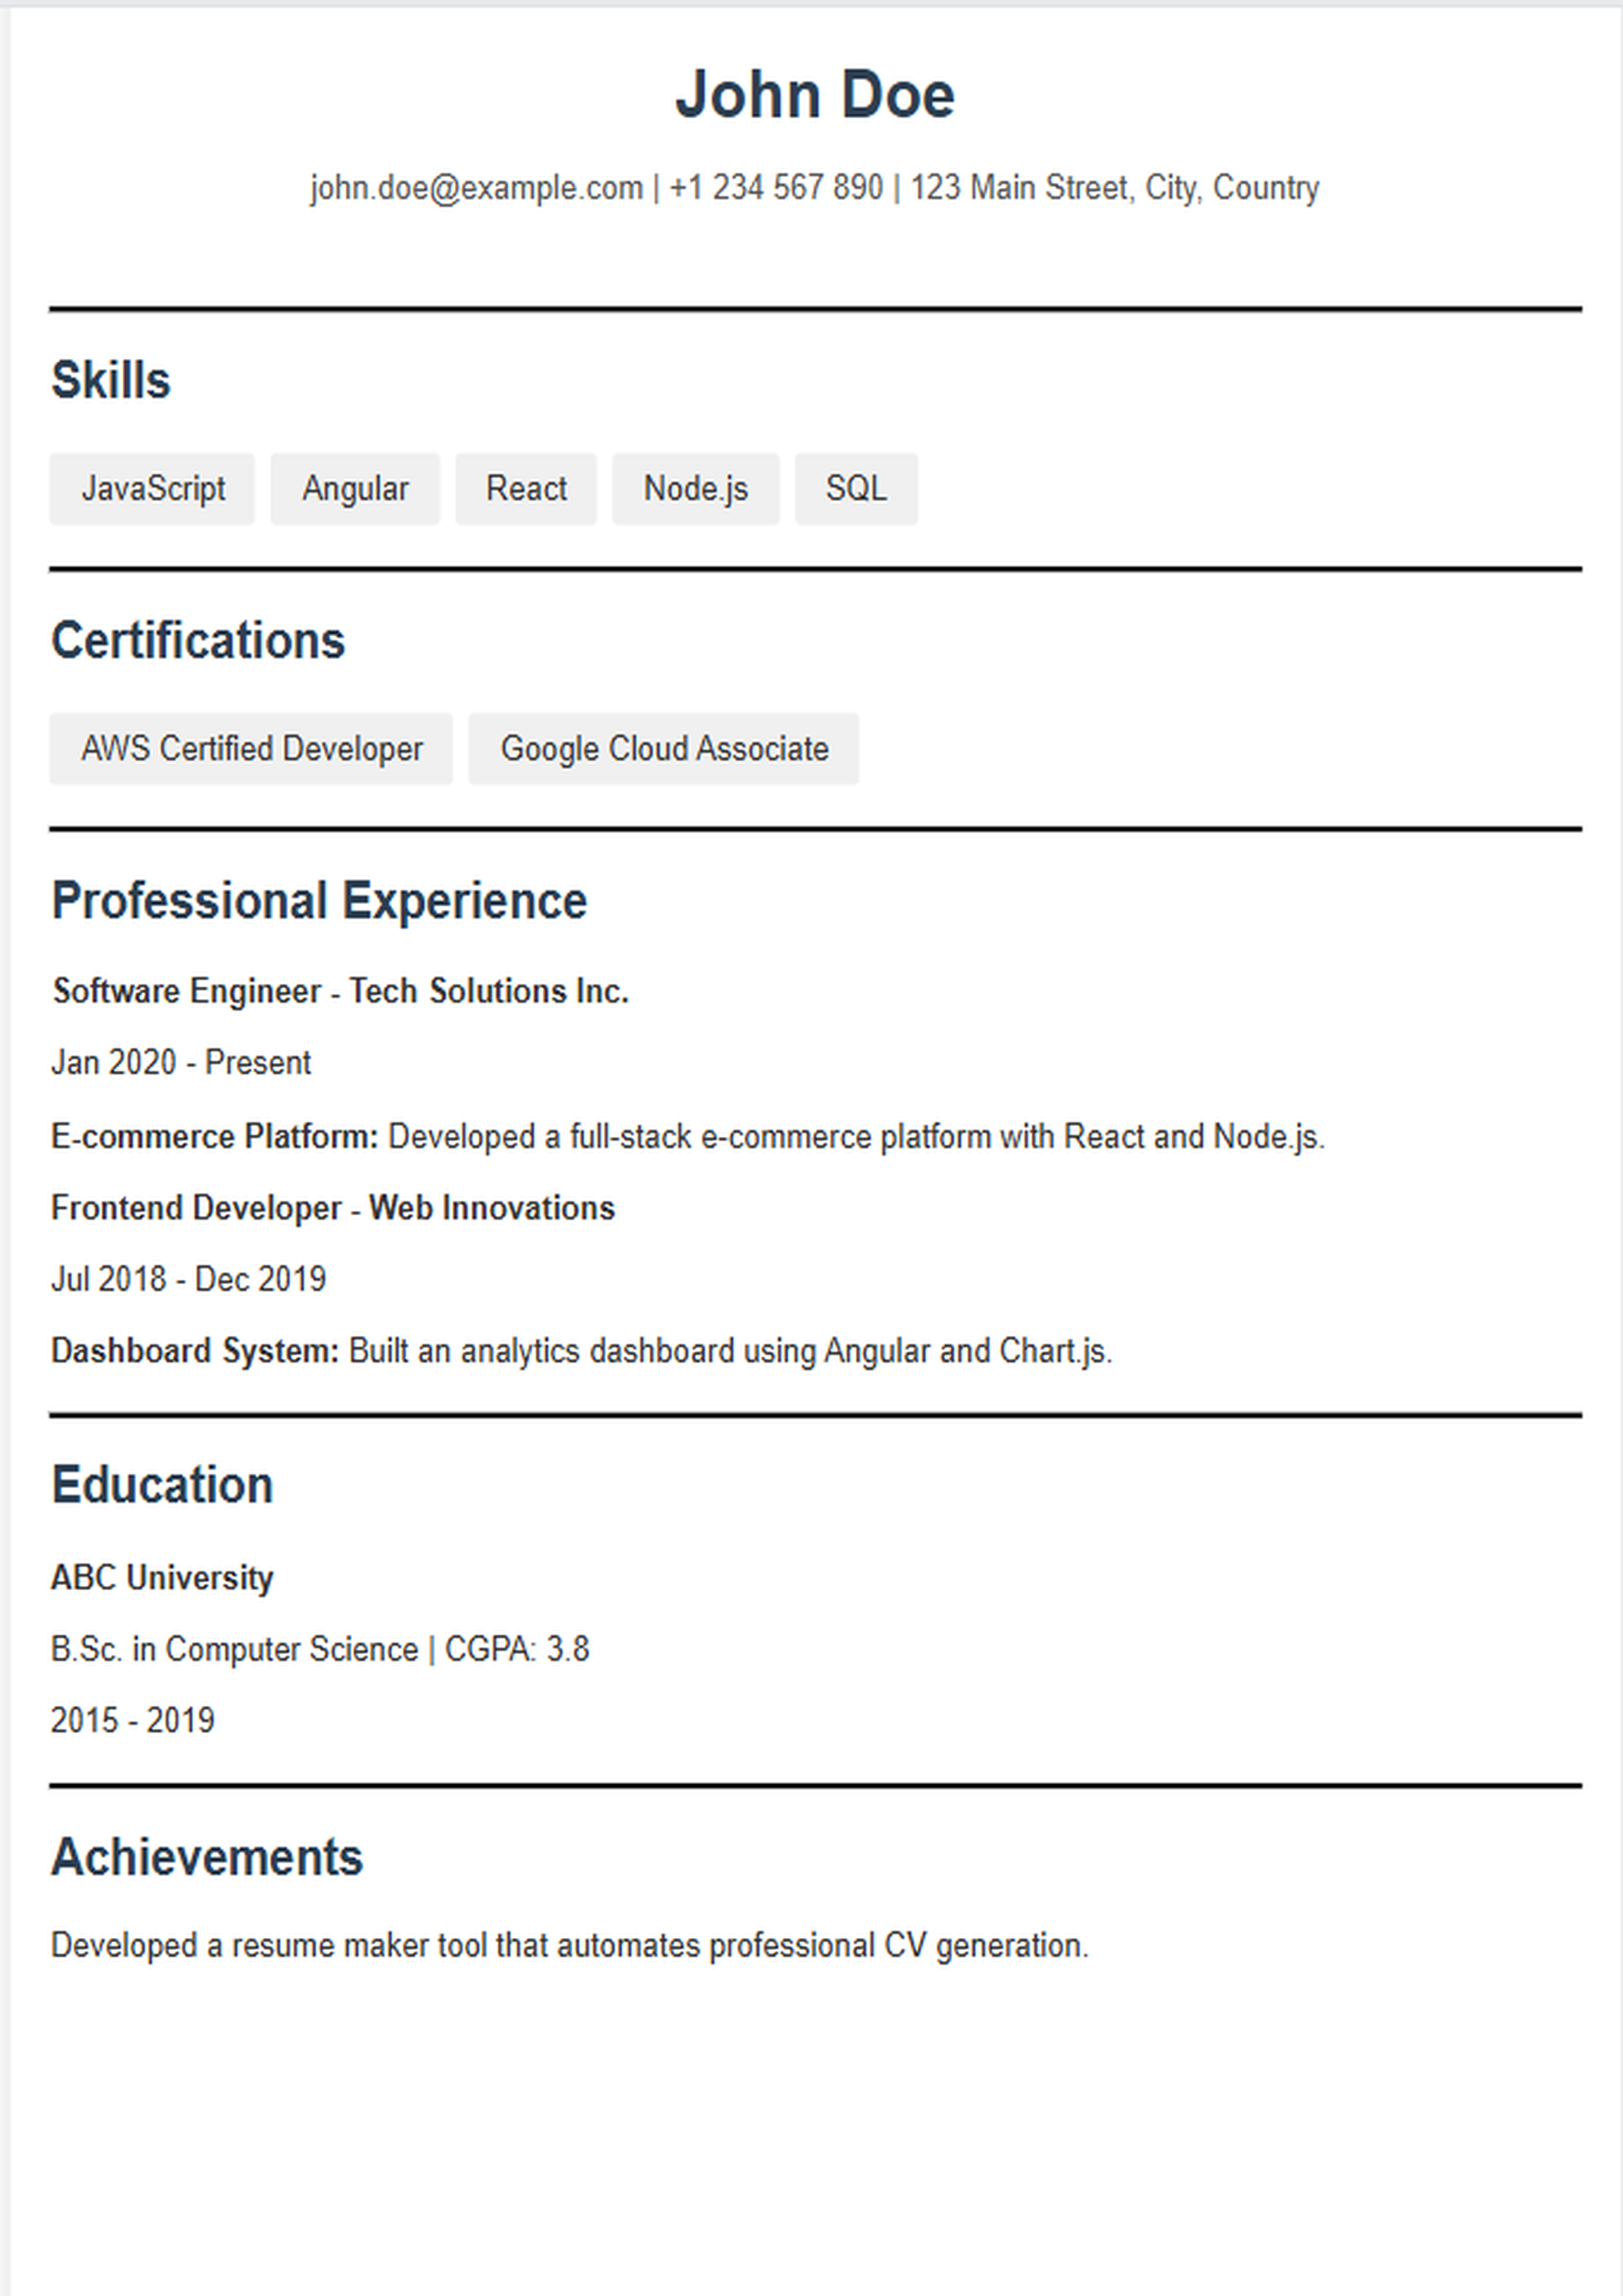 John Doe
john.doe@example.com | +1 234 567 890 | 123 Main Street, City, Country
Skills
JavaScript Angular React Node.js SQL
Certifications
AWS Certified Developer Google Cloud Associate
Professional Experience
Software Engineer - Tech Solutions Inc.
Jan 2020 - Present
E-commerce Platform: Developed a full-stack e-commerce platform with React and Node.js.
Frontend Developer - Web Innovations
Jul 2018 - Dec 2019
Dashboard System: Built an analytics dashboard using Angular and Chart.js.
Education
ABC University
B.Sc. in Computer Science | CGPA: 3.8
2015 - 2019
Achievements
Developed a resume maker tool that automates professional CV generation.